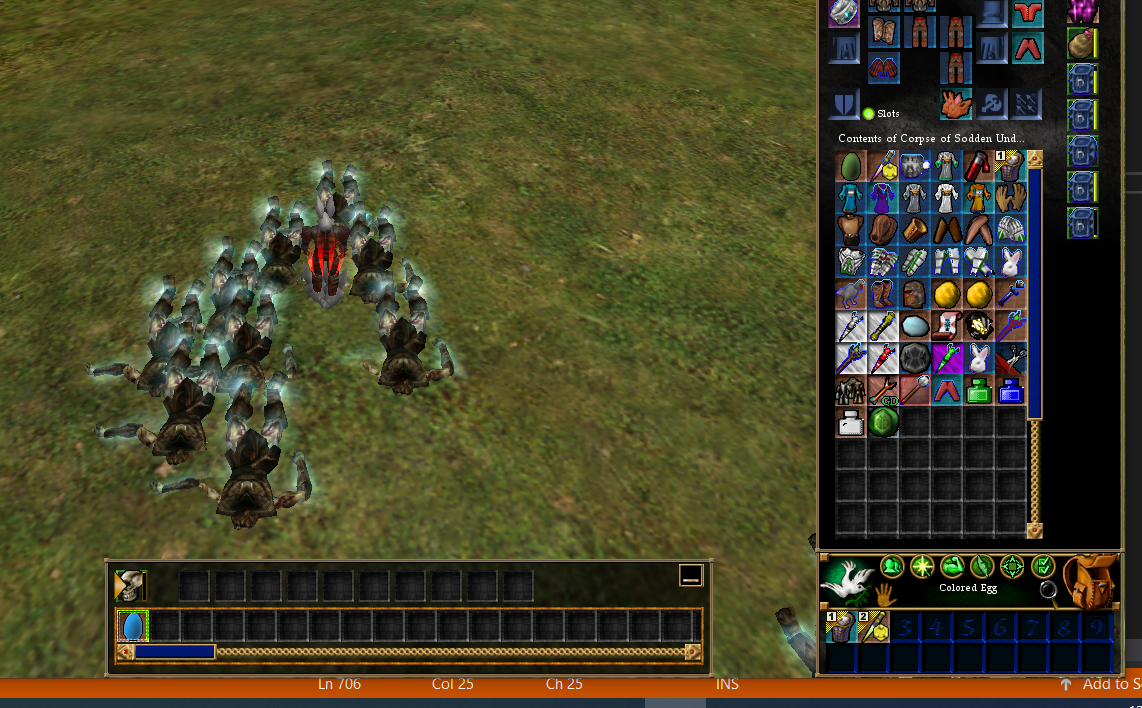 Slots
Contents of Corpse of Sodden Und...
1
CD
Colored Egg
1 2 3 4 5 6 7 8 9
Ln 706 Col 25 Ch 25 INS Add to S